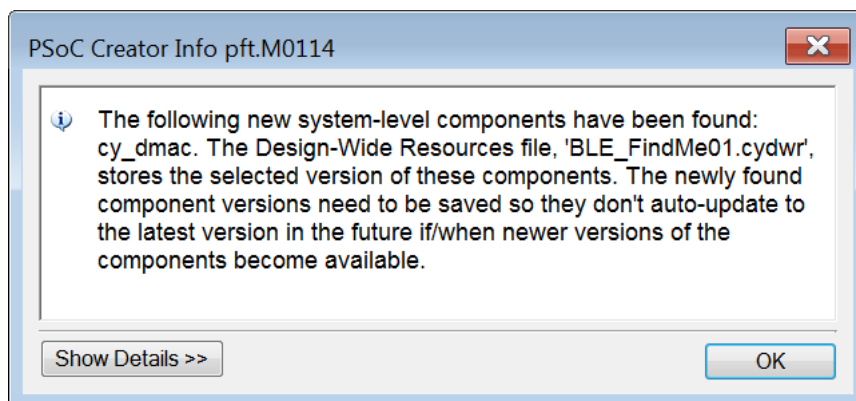 PSoC Creator Info pft.M0114
The following new system-level components have been found:
cy_dmac. The Design-Wide Resources file, 'BLE_FindMe01.cydwr',
stores the selected version of these components. The newly found
component versions need to be saved so they don't auto-update to
the latest version in the future if/when newer versions of the
components become available.
Show Details >>
OK